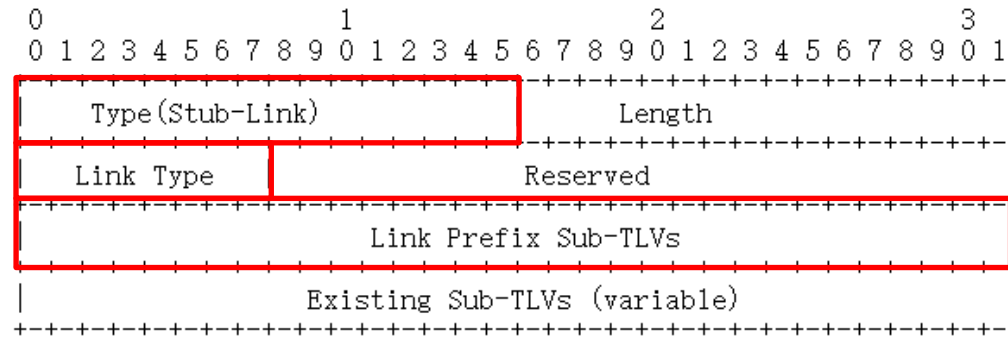 0                   1                   2                   3
0 1 2 3 4 5 6 7 8 9 0 1 2 3 4 5 6 7 8 9 0 1 2 3 4 5 6 7 8 9 0 1
+-+-+-+-+-+-+-+-+-+-+-+-+-+-+-+-+-+-+-+-+-+-+-+-+-+-+-+-+-+-+-+-
|    Type(Stub-Link)            Length
+-+-+-+-+-+-+-+-+-+-+-+-+-+-+-+-+-+-+-+-+-+-+-+-+-+-+-+-+-+-+-+-
|   Link Type   |                Reserved
+-+-+-+-+-+-+-+-+-+-+-+-+-+-+-+-+-+-+-+-+-+-+-+-+-+-+-+-+-+-+-+-
|                      Link Prefix Sub-TLVs
+-+-+-+-+-+-+-+-+-+-+-+-+-+-+-+-+-+-+-+-+-+-+-+-+-+-+-+-+-+-+-+-
|                  Existing Sub-TLVs (variable)
+-+-+-+-+-+-+-+-+-+-+-+-+-+-+-+-+-+-+-+-+-+-+-+-+-+-+-+-+-+-+-+-